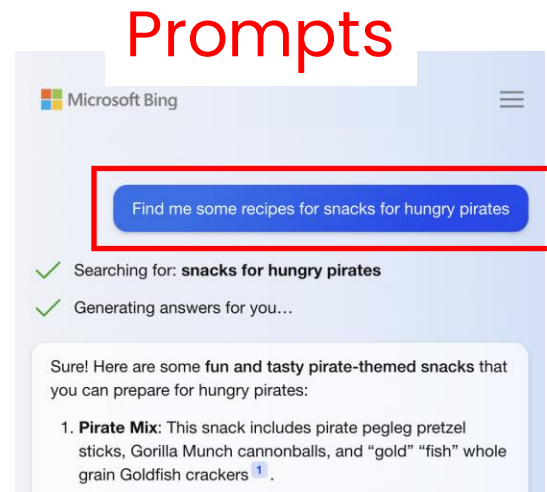 Prompts
Microsoft Bing
Find me some recipes for snacks for hungry pirates
Searching for: snacks for hungry pirates
Generating answers for you…
Sure! Here are some fun and tasty pirate-themed snacks that
you can prepare for hungry pirates:
1. Pirate Mix: This snack includes pirate pegleg pretzel
sticks, Gorilla Munch cannonballs, and “gold” “fish” whole
grain Goldfish crackers 1 .